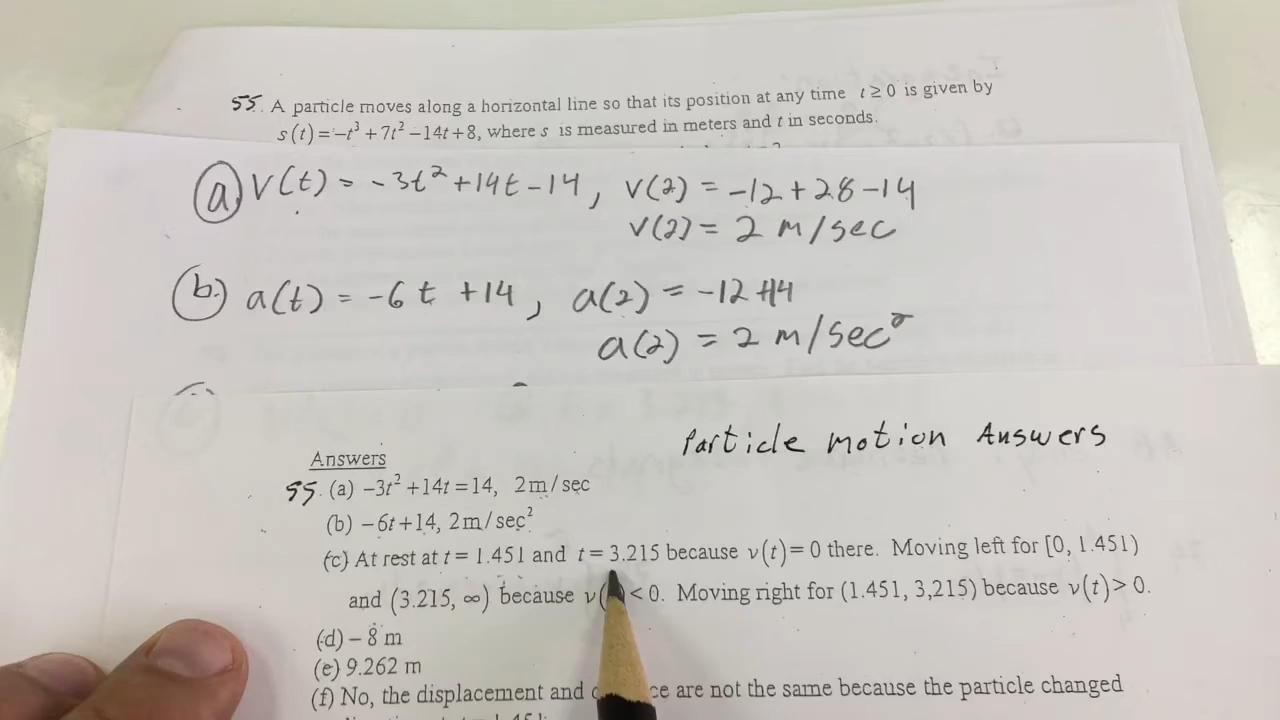 55. A particle moves along a horizontal line so that its position at any time t ≥ 0 is given by
s(t) = −t³ + 7t² − 14t + 8, where s is measured in meters and t in seconds.
a. V(t) = -3t² + 14t - 14, V(2) = -12 + 28 - 14
V(2) = 2 m/sec
b. a(t) = -6t + 14, a(2) = -12 + 14
a(2) = 2 m/sec²
Particle motion Answers
Answers
55. (a) −3t² + 14t = 14, 2 m/sec
(b) −6t + 14, 2 m/sec²
(c) At rest at t = 1.451 and t = 3.215 because v(t) = 0 there. Moving left for [0, 1.451)
and (3.215, ∞) because < 0. Moving right for (1.451, 3,215) because v(t) > 0.
(d) − 8 m
(e) 9.262 m
(f) No, the displacement and are not the same because the particle changed